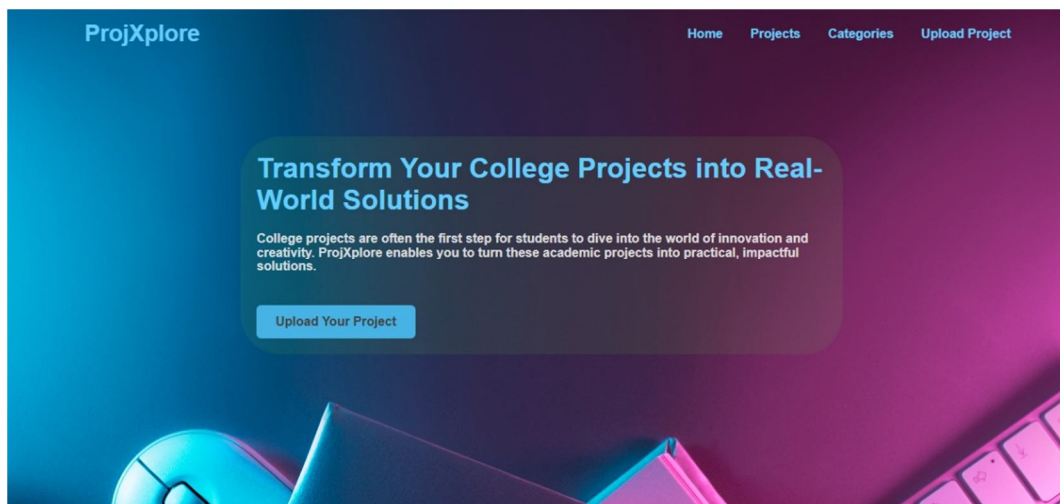 ProjXplore
Home Projects Categories Upload Project
Transform Your College Projects into Real-
World Solutions
College projects are often the first step for students to dive into the world of innovation and
creativity. ProjXplore enables you to turn these academic projects into practical, impactful
solutions.
Upload Your Project